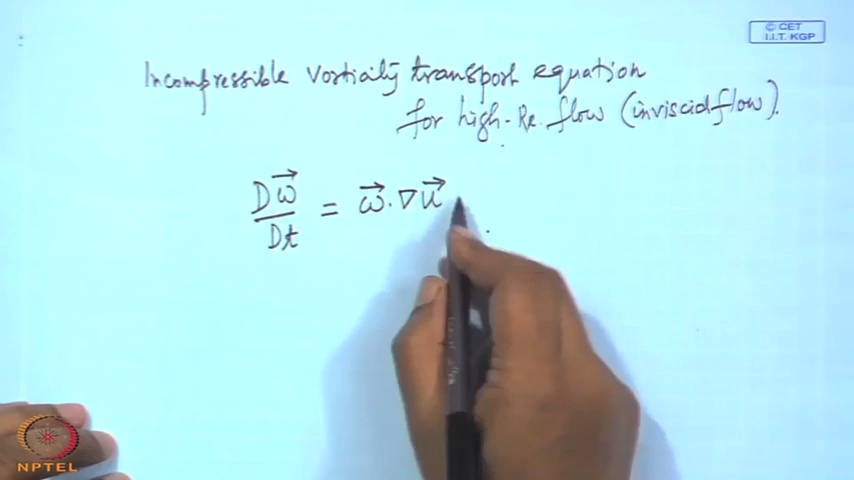 © CET
I.I.T. KGP
Incompressible vorticity transport equation
for high-Re. flow (inviscid flow).
Dω⃗/Dt = ω⃗·∇u⃗
NPTEL